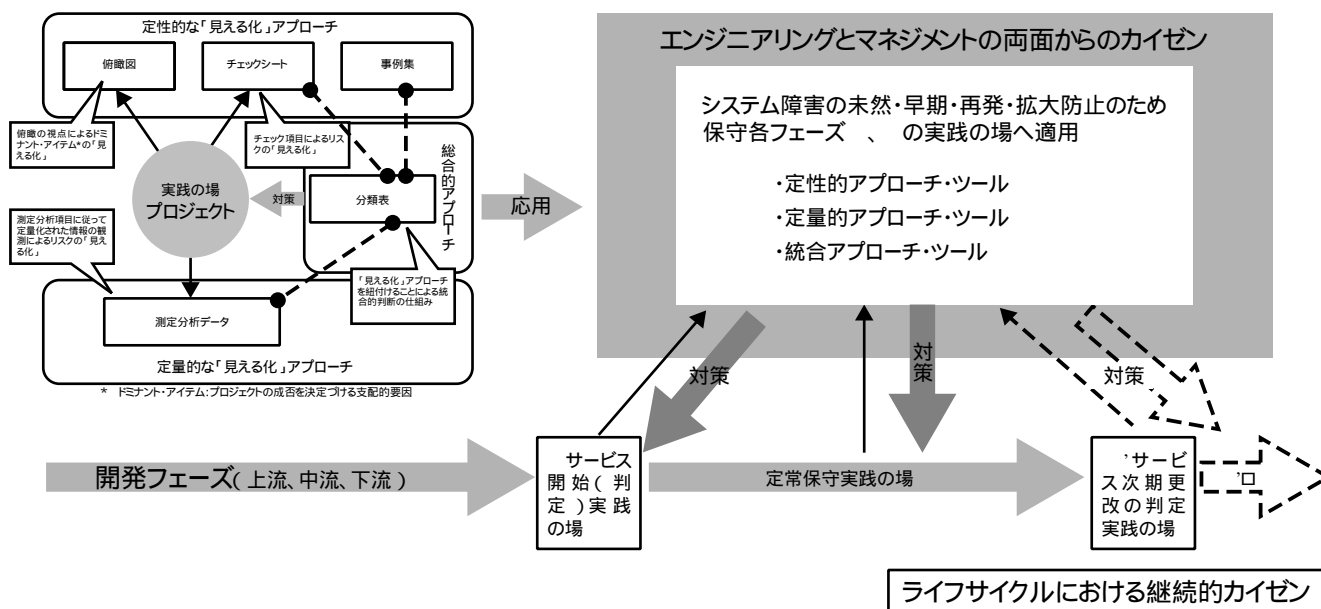 定性的な「見える化」アプローチ
俯瞰図
チェックシート
事例集
俯瞰の視点によるドミ
ナント・アイテム*の「見
える化」
チェック項目によるリス
クの「見える化」
総合的アプローチ
実践の場
プロジェクト
対策
分類表
測定分析項目に従って
定量化された情報の観
測によるリスクの「見え
る化」
「見える化」アプローチ
を紐付けることによる統
合的判断の仕組み
測定分析データ
定量的な「見える化」アプローチ
* ドミナント・アイテム:プロジェクトの成否を決定づける支配的要因
応用
エンジニアリングとマネジメントの両面からのカイゼン
システム障害の未然・早期・再発・拡大防止のため
保守各フェーズ 、 の実践の場へ適用
・定性的アプローチ・ツール
・定量的アプローチ・ツール
・統合アプローチ・ツール
対策
対策
対策
開発フェーズ(上流、中流、下流)
サービス
開始(判
定)実践
の場
定常保守実践の場
'サービ
ス次期更
改の判定
実践の場
'ロ
ライフサイクルにおける継続的カイゼン